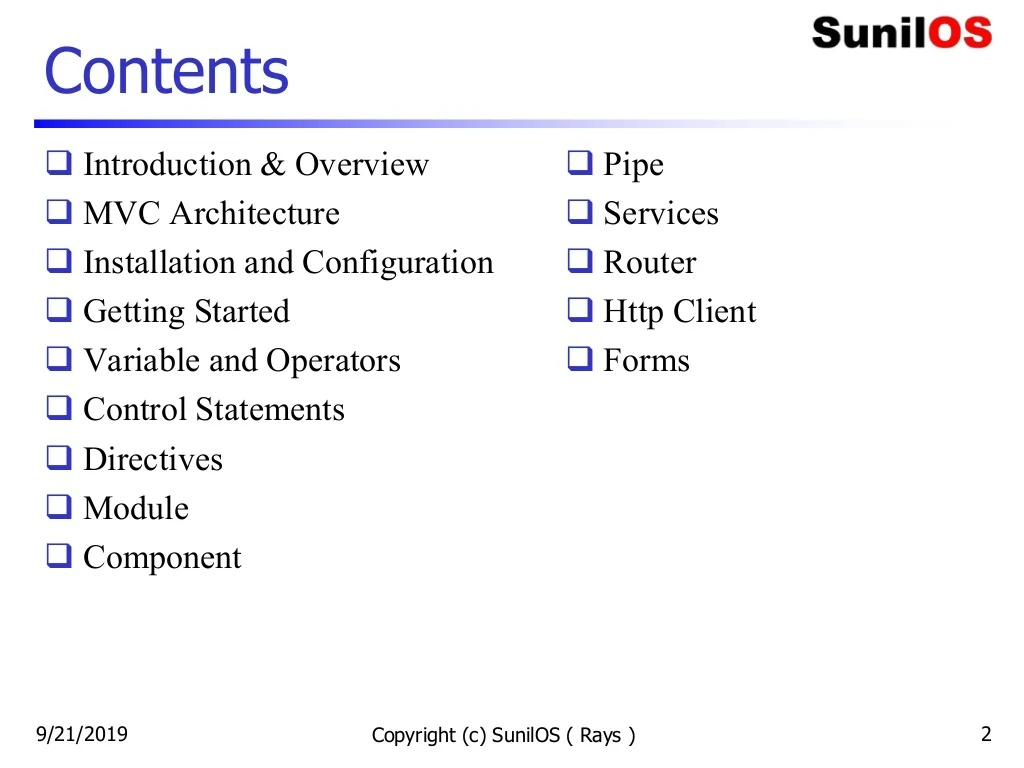 SunilOS
Contents
Introduction & Overview
MVC Architecture
Installation and Configuration
Getting Started
Variable and Operators
Control Statements
Directives
Module
Component
Pipe
Services
Router
Http Client
Forms
9/21/2019
Copyright (c) SunilOS ( Rays )
2